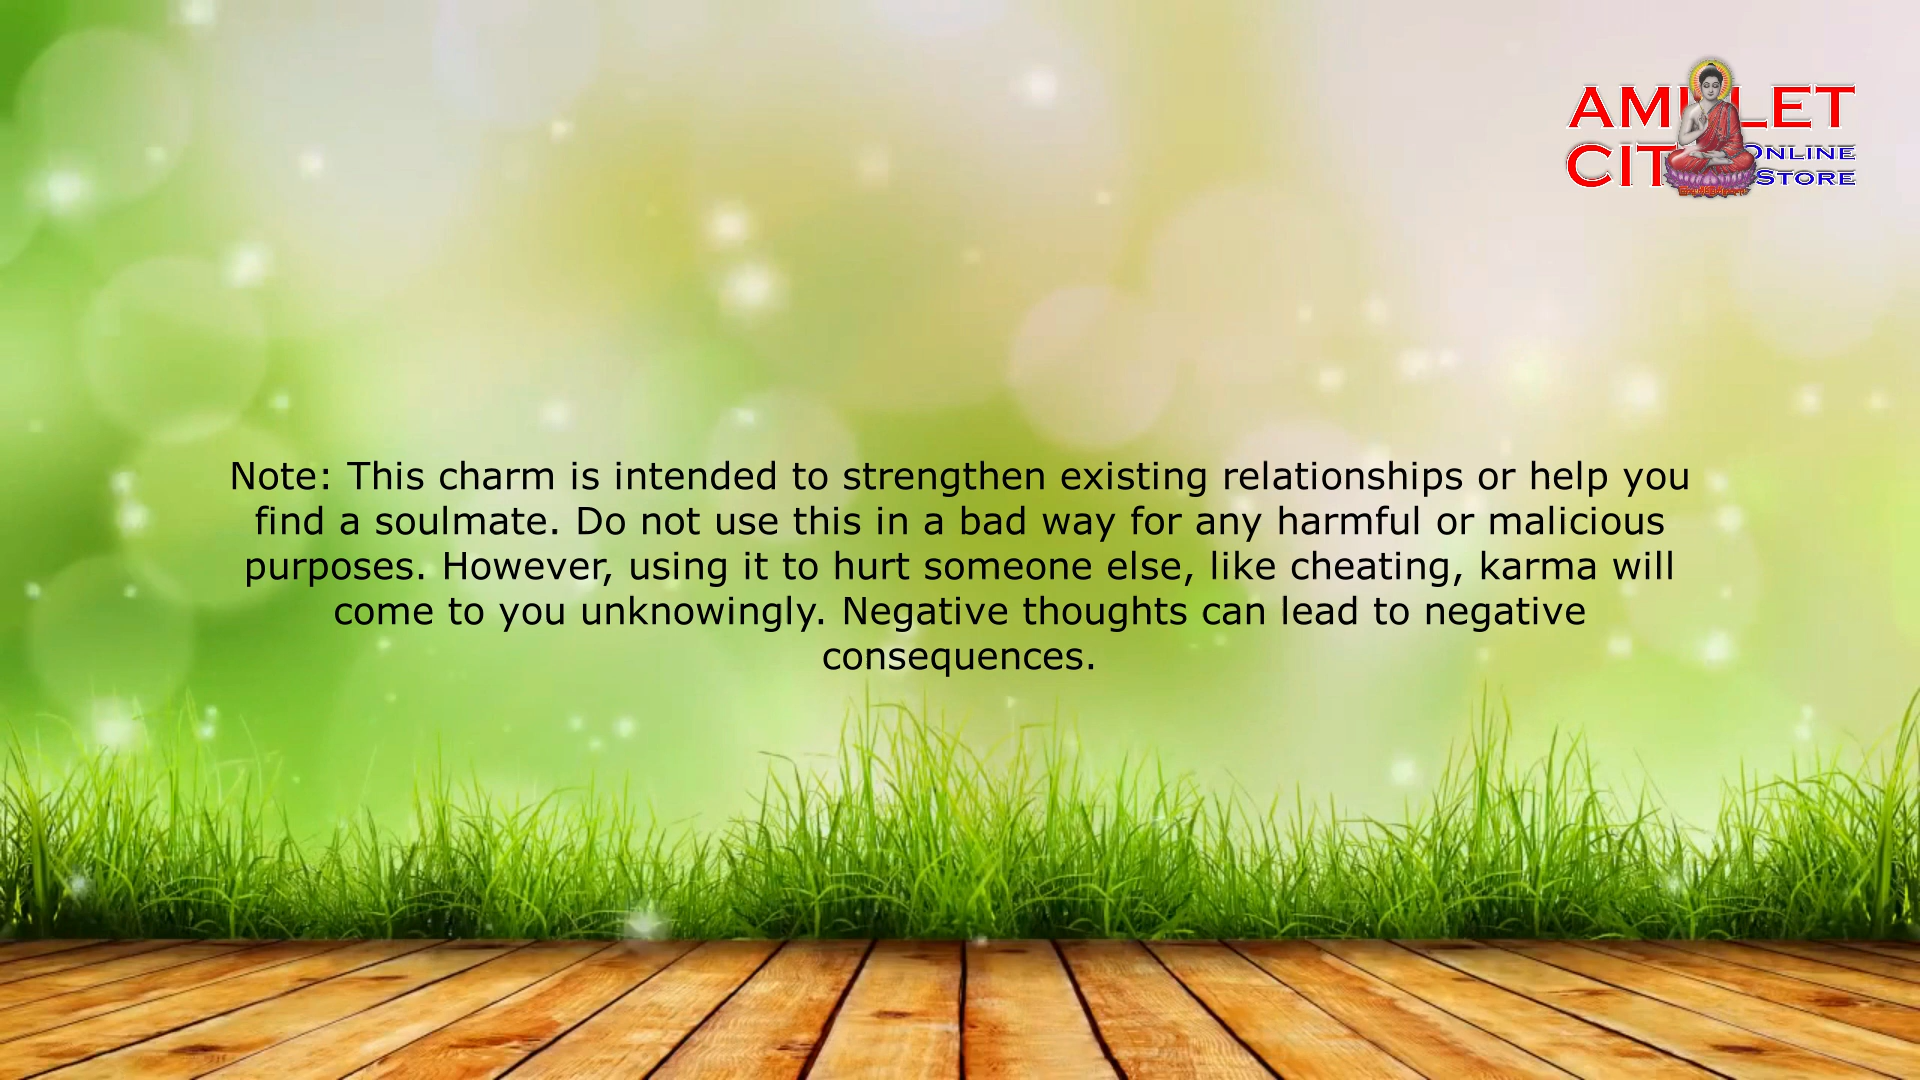 AMULET
CITY ONLINE
STORE
Note: This charm is intended to strengthen existing relationships or help you
find a soulmate. Do not use this in a bad way for any harmful or malicious
purposes. However, using it to hurt someone else, like cheating, karma will
come to you unknowingly. Negative thoughts can lead to negative
consequences.